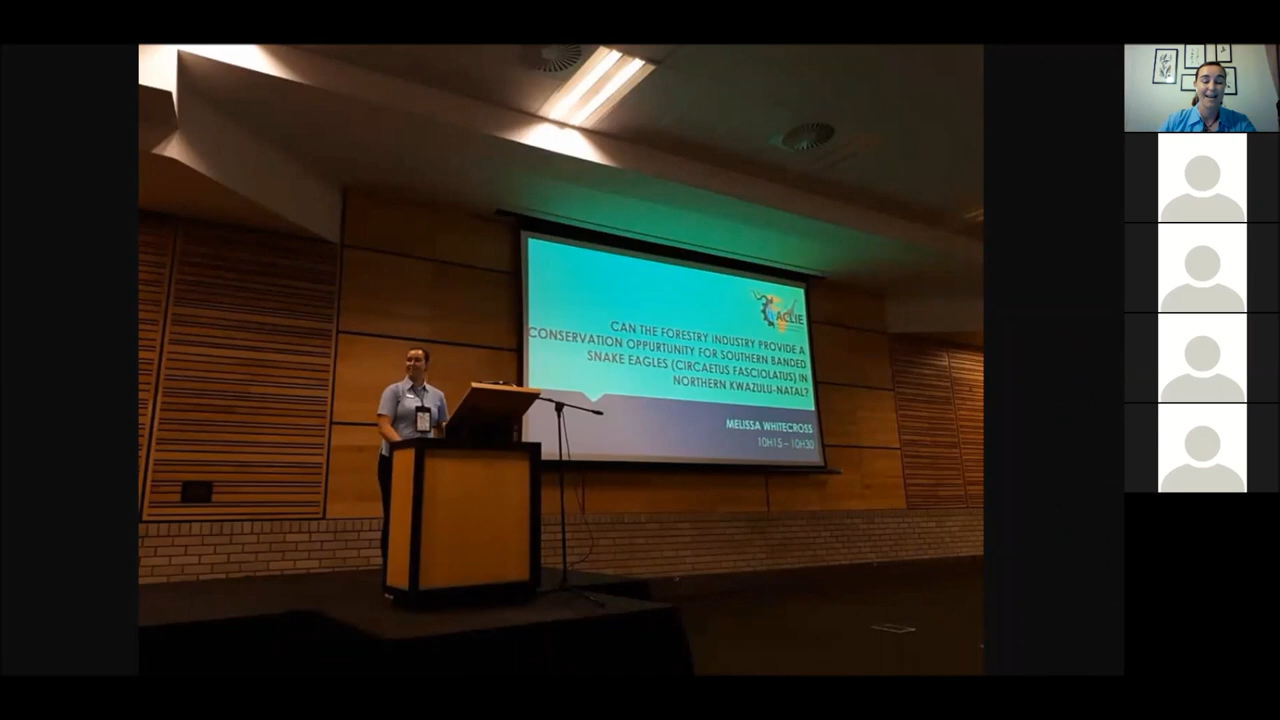 ACLIE
CAN THE FORESTRY INDUSTRY PROVIDE A
CONSERVATION OPPURTUNITY FOR SOUTHERN BANDED
SNAKE EAGLES (CIRCAETUS FASCIOLATUS) IN
NORTHERN KWAZULU-NATAL?
MELISSA WHITECROSS
10H15 – 10H30